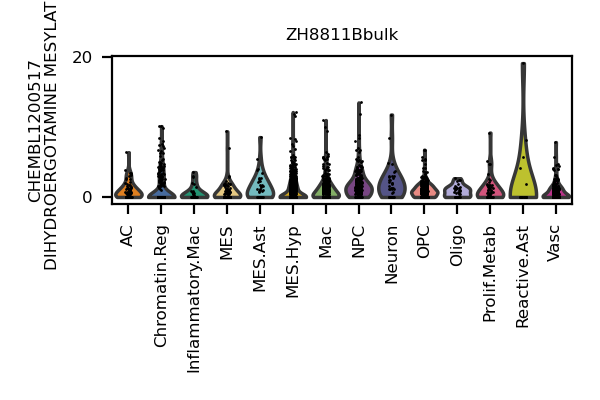 ZH8811Bbulk
CHEMBL1200517
DIHYDROERGOTAMINE MESYLAT
20
0
AC
Chromatin.Reg
Inflammatory.Mac
MES
MES.Ast
MES.Hyp
Mac
NPC
Neuron
OPC
Oligo
Prolif.Metab
Reactive.Ast
Vasc